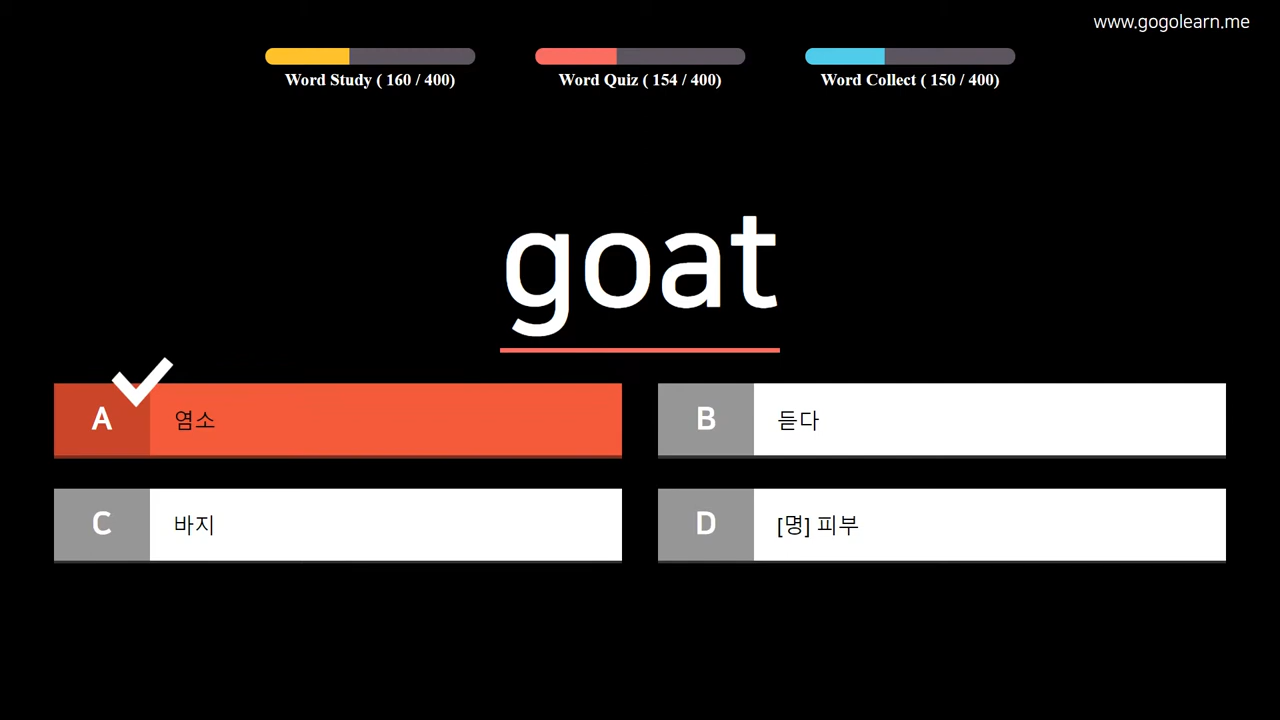 www.gogolearn.me
Word Study ( 160 / 400)
Word Quiz ( 154 / 400)
Word Collect ( 150 / 400)
goat
A 염소
B 듣다
C 바지
D [명] 피부